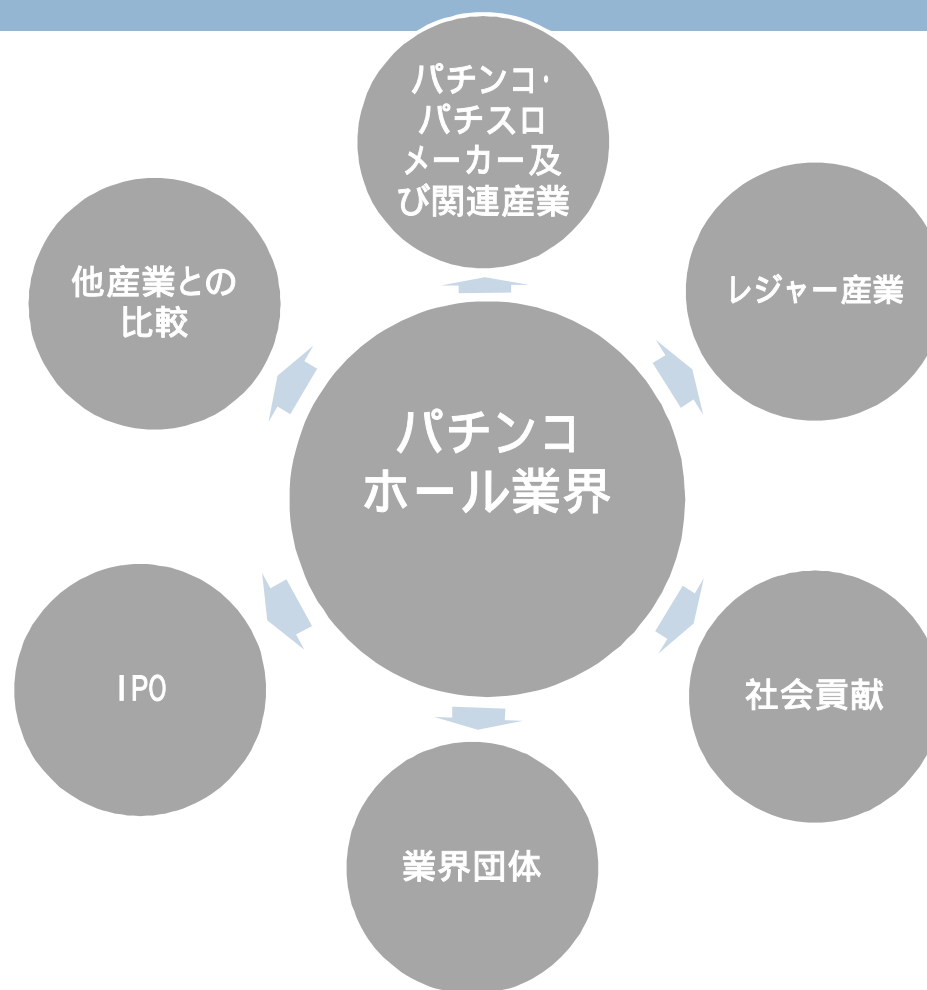 パチンコ・
パチスロ
メーカー及
び関連産業
他産業との
比較
レジャー産業
パチンコ
ホール業界
IPO
社会貢献
業界団体